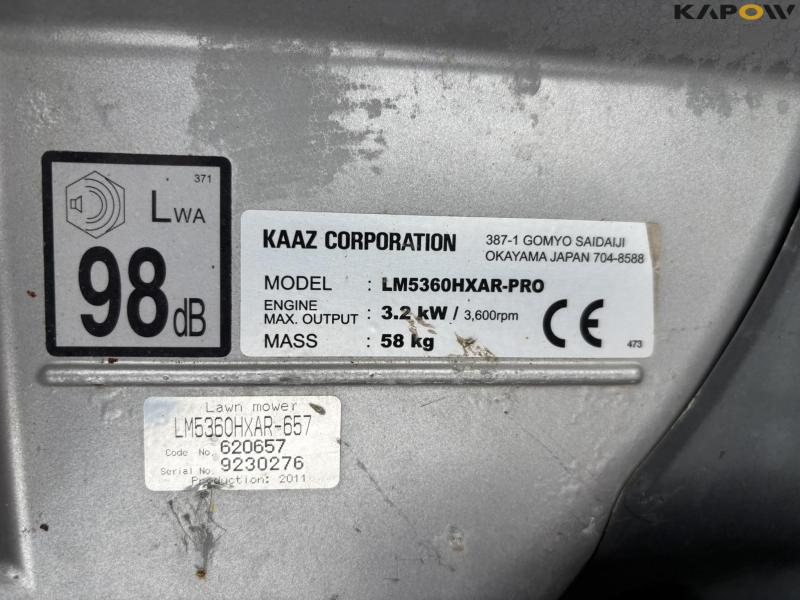 KAPOW
371
LWA
98 dB
KAAZ CORPORATION
387-1 GOMYO SAIDAIJI
OKAYAMA JAPAN 704-8588
MODEL : LM5360HXAR-PRO
ENGINE
MAX. OUTPUT : 3.2 kW / 3,600rpm
MASS : 58 kg
CE
473
Lawn mower
LM5360HXAR-657
Code No. 620657
Serial No. 9230276
Production: 2011